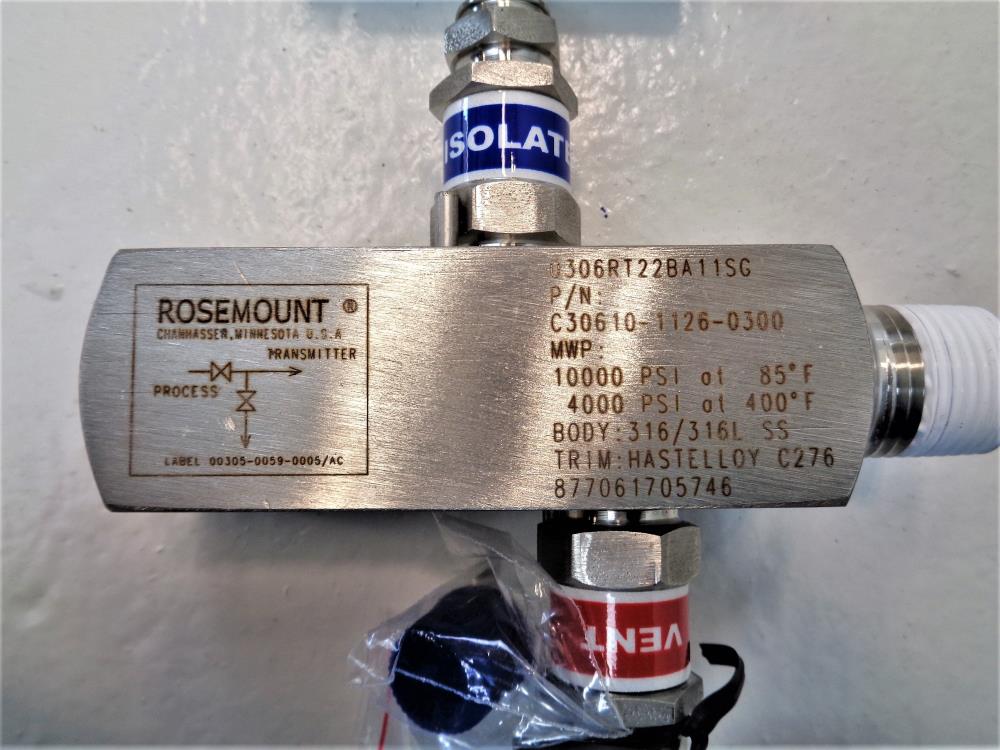 ISOLATE
ROSEMOUNT ®
CHANHASSEN, MINNESOTA U.S.A
TRANSMITTER
PROCESS
LABEL 00305-0059-0005/AC
0306RT22BA11SG
P/N:
C30610-1126-0300
MWP:
10000 PSI at 85°F
4000 PSI at 400°F
BODY:316/316L SS
TRIM:HASTELLOY C276
877061705746
VENT